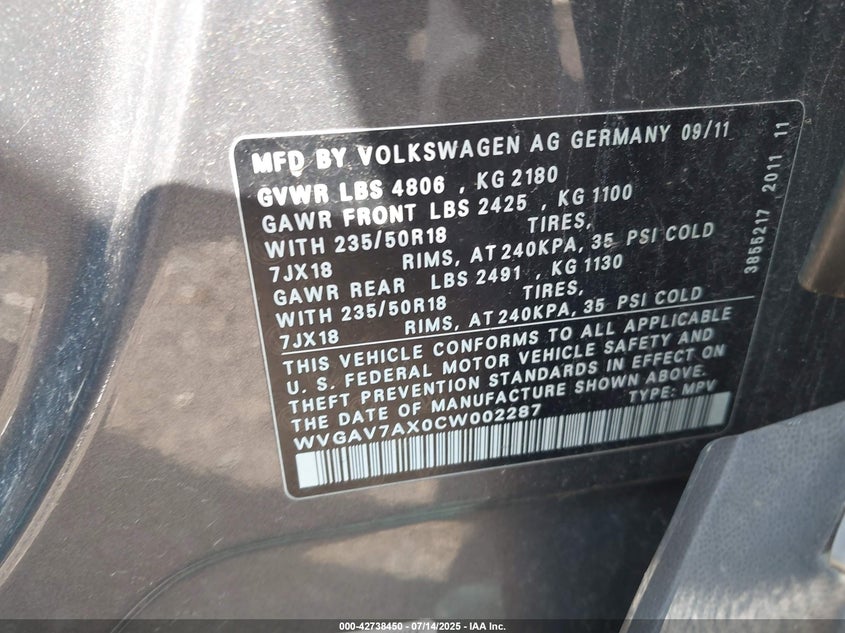 MFD BY VOLKSWAGEN AG GERMANY 09/11
GVWR LBS 4806 , KG 2180
GAWR FRONT LBS 2425 , KG 1100
WITH 235/50R18 TIRES,
7JX18 RIMS, AT 240KPA, 35 PSI COLD
GAWR REAR LBS 2491 , KG 1130
WITH 235/50R18 TIRES,
7JX18 RIMS, AT 240KPA, 35 PSI COLD
THIS VEHICLE CONFORMS TO ALL APPLICABLE
U. S. FEDERAL MOTOR VEHICLE SAFETY AND
THEFT PREVENTION STANDARDS IN EFFECT ON
THE DATE OF MANUFACTURE SHOWN ABOVE.
WVGAV7AX0CW002287 TYPE: MPV
3855217 2011 11
000-42738450 - 07/14/2025 - IAA Inc.